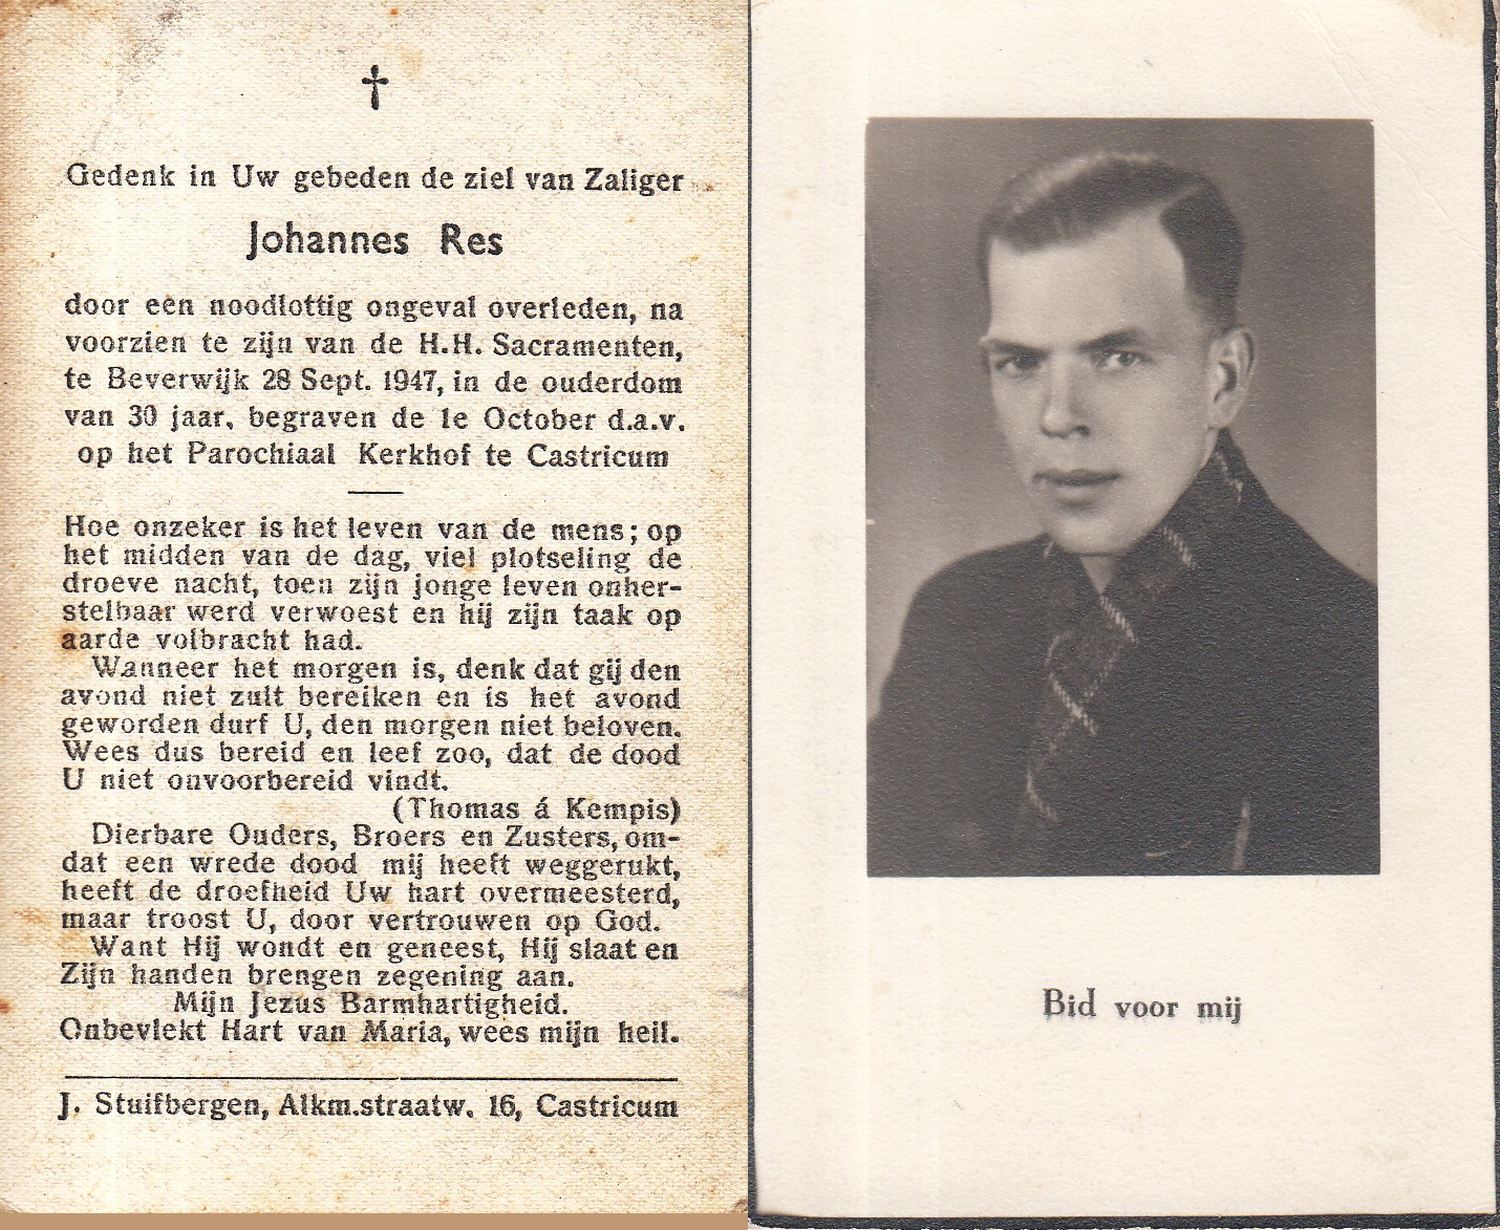 Gedenk in Uw gebeden de ziel van Zaliger
Johannes Res
door een noodlottig ongeval overleden, na
voorzien te zijn van de H.H. Sacramenten,
te Beverwijk 28 Sept. 1947, in de ouderdom
van 30 jaar, begraven de 1e October d.a.v.
op het Parochiaal Kerkhof te Castricum
Hoe onzeker is het leven van de mens; op
het midden van de dag, viel plotseling de
droeve nacht, toen zijn jonge leven onher-
stelbaar werd verwoest en hij zijn taak op
aarde volbracht had.
Wanneer het morgen is, denk dat gij den
avond niet zult bereiken en is het avond
geworden durf U, den morgen niet beloven.
Wees dus bereid en leef zoo, dat de dood
U niet onvoorbereid vindt.
(Thomas á Kempis)
Dierbare Ouders, Broers en Zusters, om-
dat een wrede dood mij heeft weggerukt,
heeft de droefheid Uw hart overmeesterd,
maar troost U, door vertrouwen op God.
Want Hij wondt en geneest, Hij slaat en
Zijn handen brengen zegening aan.
Mijn Jezus Barmhartigheid.
Onbevlekt Hart van Maria, wees mijn heil.
J. Stuifbergen, Alkm.straatw. 16, Castricum
Bid voor mij